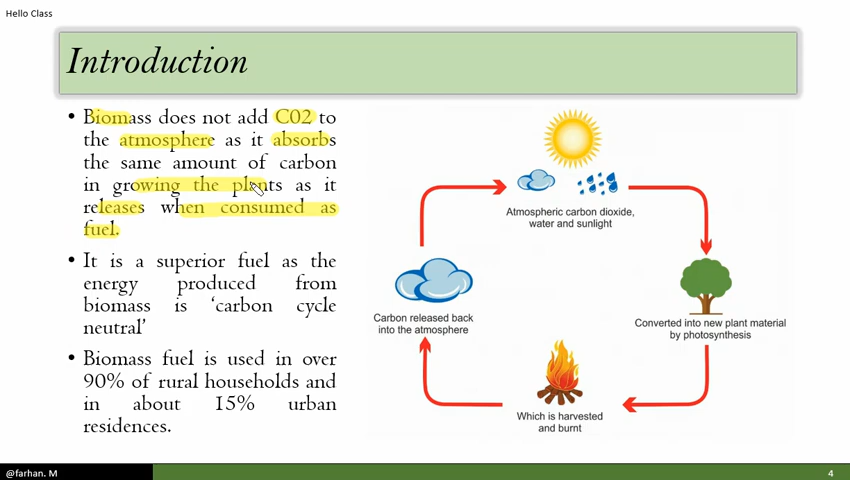 Hello Class
Introduction
• Biomass does not add C02 to
the atmosphere as it absorbs
the same amount of carbon
in growing the plants as it
releases when consumed as
fuel.
• It is a superior fuel as the
energy produced from
biomass is ‘carbon cycle
neutral’
• Biomass fuel is used in over
90% of rural households and
in about 15% urban
residences.
Atmospheric carbon dioxide,
water and sunlight
Converted into new plant material
by photosynthesis
Which is harvested
and burnt
Carbon released back
into the atmosphere
@farhan. M
4